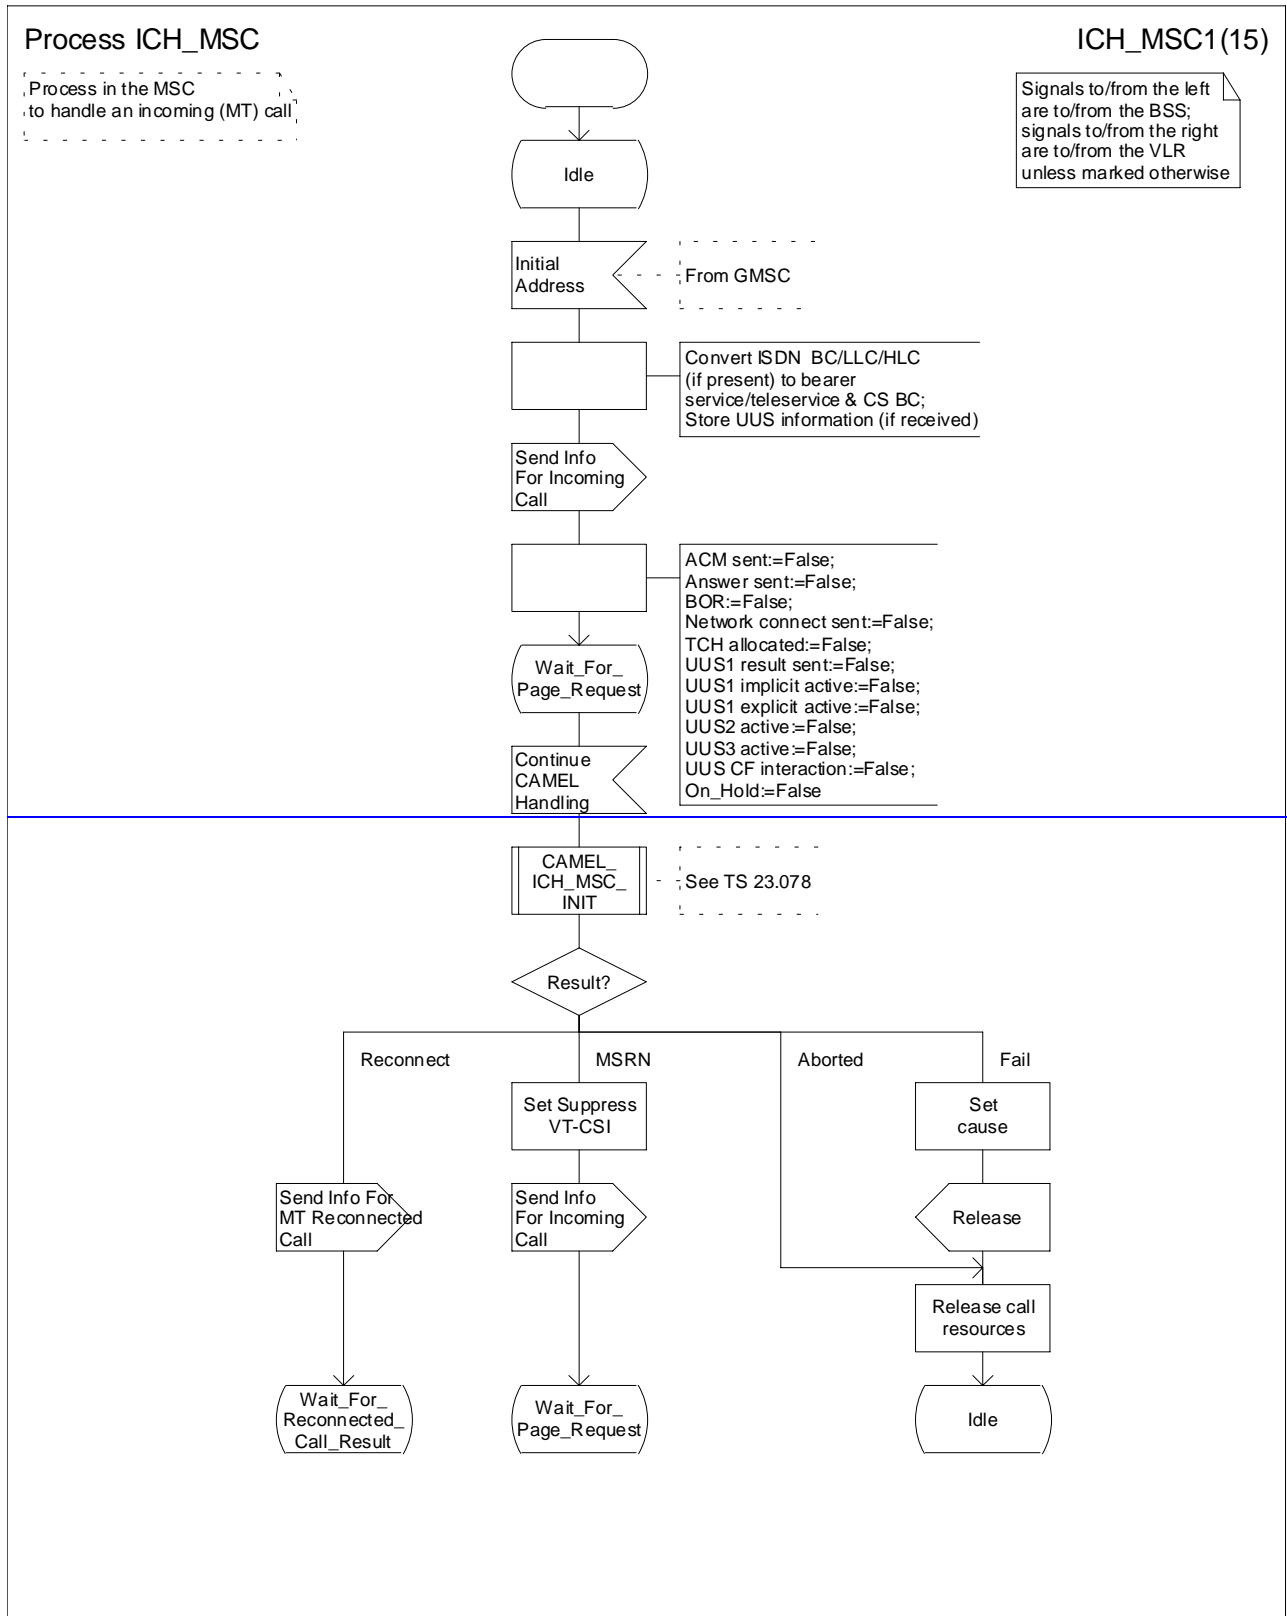 Process ICH_MSC
ICH_MSC1(15)
Process in the MSC
to handle an incoming (MT) call
Signals to/from the left
are to/from the BSS;
signals to/from the right
are to/from the VLR
unless marked otherwise
Idle
Initial
Address
From GMSC
Convert ISDN BC/LLC/HLC
(if present) to bearer
service/teleservice & CS BC;
Store UUS information (if received)
Send Info
For Incoming
Call
ACM sent:=False;
Answer sent:=False;
BOR:=False;
Network connect sent:=False;
TCH allocated:=False;
UUS1 result sent:=False;
UUS1 implicit active:=False;
UUS1 explicit active:=False;
UUS2 active:=False;
UUS3 active:=False;
UUS CF interaction:=False;
On_Hold:=False
Wait_For_
Page_Request
Continue
CAMEL
Handling
CAMEL_
ICH_MSC_
INIT
See TS 23.078
Result?
Reconnect
MSRN
Aborted
Fail
Set Suppress
VT-CSI
Set
cause
Send Info For
MT Reconnected
Call
Send Info
For Incoming
Call
Release
Release call
resources
Wait_For_
Reconnected_
Call_Result
Wait_For_
Page_Request
Idle